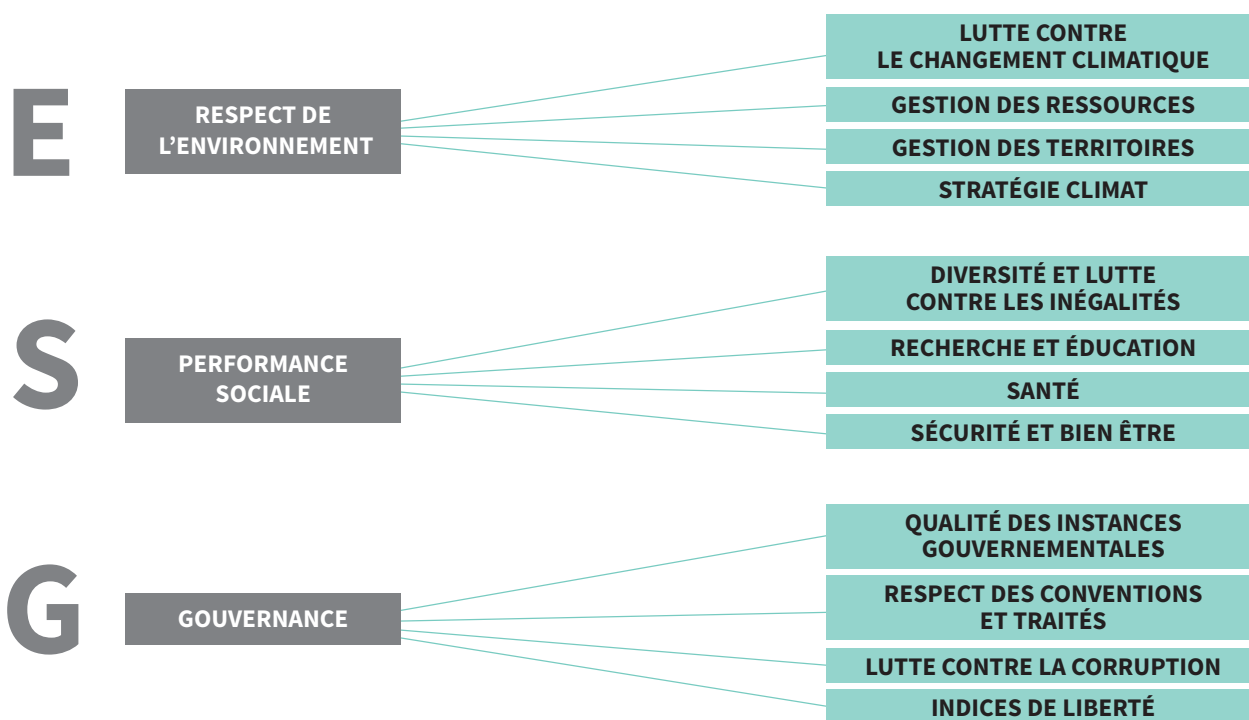 E
RESPECT DE
L’ENVIRONNEMENT
LUTTE CONTRE
LE CHANGEMENT CLIMATIQUE
GESTION DES RESSOURCES
GESTION DES TERRITOIRES
STRATÉGIE CLIMAT
S
PERFORMANCE
SOCIALE
DIVERSITÉ ET LUTTE
CONTRE LES INÉGALITÉS
RECHERCHE ET ÉDUCATION
SANTÉ
SÉCURITÉ ET BIEN ÊTRE
G
GOUVERNANCE
QUALITÉ DES INSTANCES
GOUVERNEMENTALES
RESPECT DES CONVENTIONS
ET TRAITÉS
LUTTE CONTRE LA CORRUPTION
INDICES DE LIBERTÉ